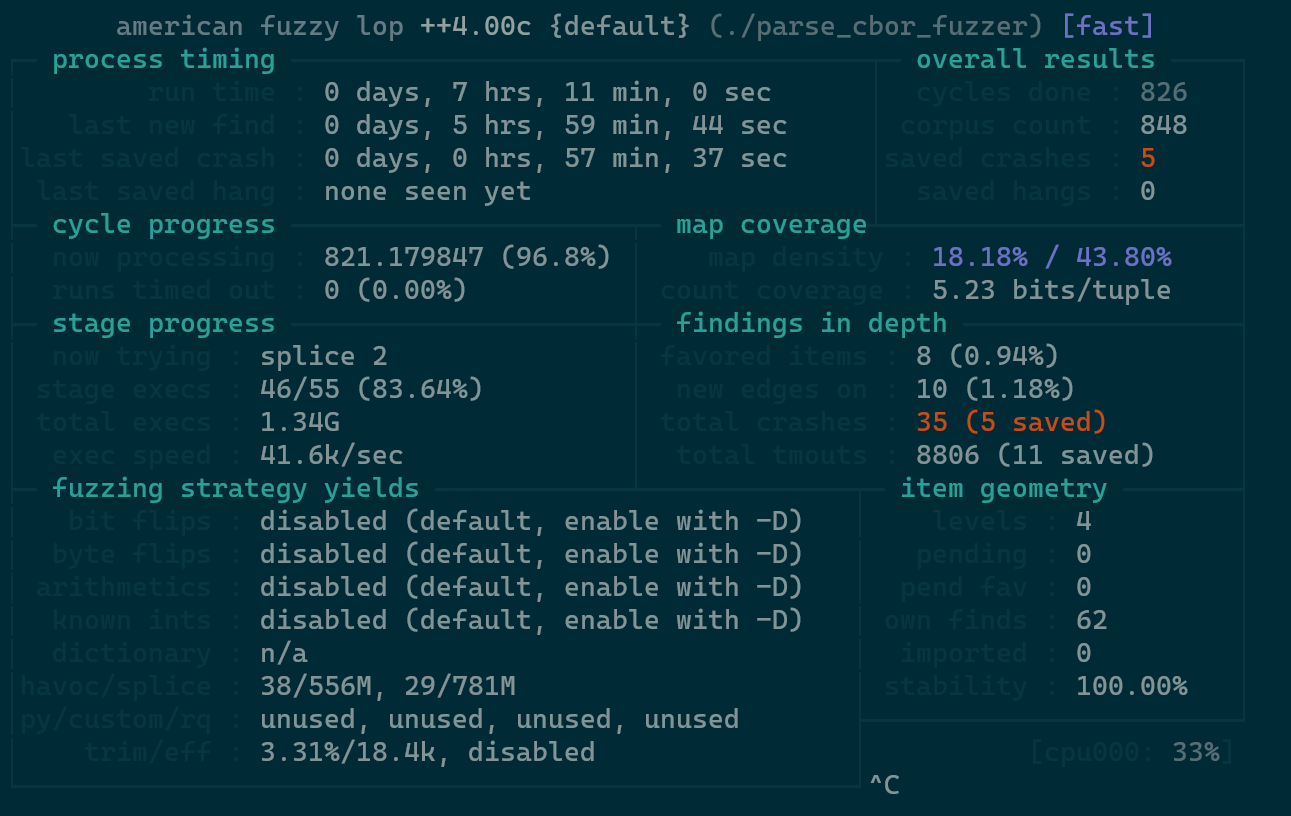 american fuzzy lop ++4.00c {default} (./parse_cbor_fuzzer) [fast]
process timing overall results
run time : 0 days, 7 hrs, 11 min, 0 sec cycles done : 826
last new find : 0 days, 5 hrs, 59 min, 44 sec corpus count : 848
last saved crash : 0 days, 0 hrs, 57 min, 37 sec saved crashes : 5
last saved hang : none seen yet saved hangs : 0
cycle progress map coverage
now processing : 821.179847 (96.8%) map density : 18.18% / 43.80%
runs timed out : 0 (0.00%) count coverage : 5.23 bits/tuple
stage progress findings in depth
now trying : splice 2 favored items : 8 (0.94%)
stage execs : 46/55 (83.64%) new edges on : 10 (1.18%)
total execs : 1.34G total crashes : 35 (5 saved)
exec speed : 41.6k/sec total tmouts : 8806 (11 saved)
fuzzing strategy yields item geometry
bit flips : disabled (default, enable with -D) levels : 4
byte flips : disabled (default, enable with -D) pending : 0
arithmetics : disabled (default, enable with -D) pend fav : 0
known ints : disabled (default, enable with -D) own finds : 62
dictionary : n/a imported : 0
havoc/splice : 38/556M, 29/781M stability : 100.00%
py/custom/rq : unused, unused, unused, unused
trim/eff : 3.31%/18.4k, disabled [cpu000: 33%]
^C